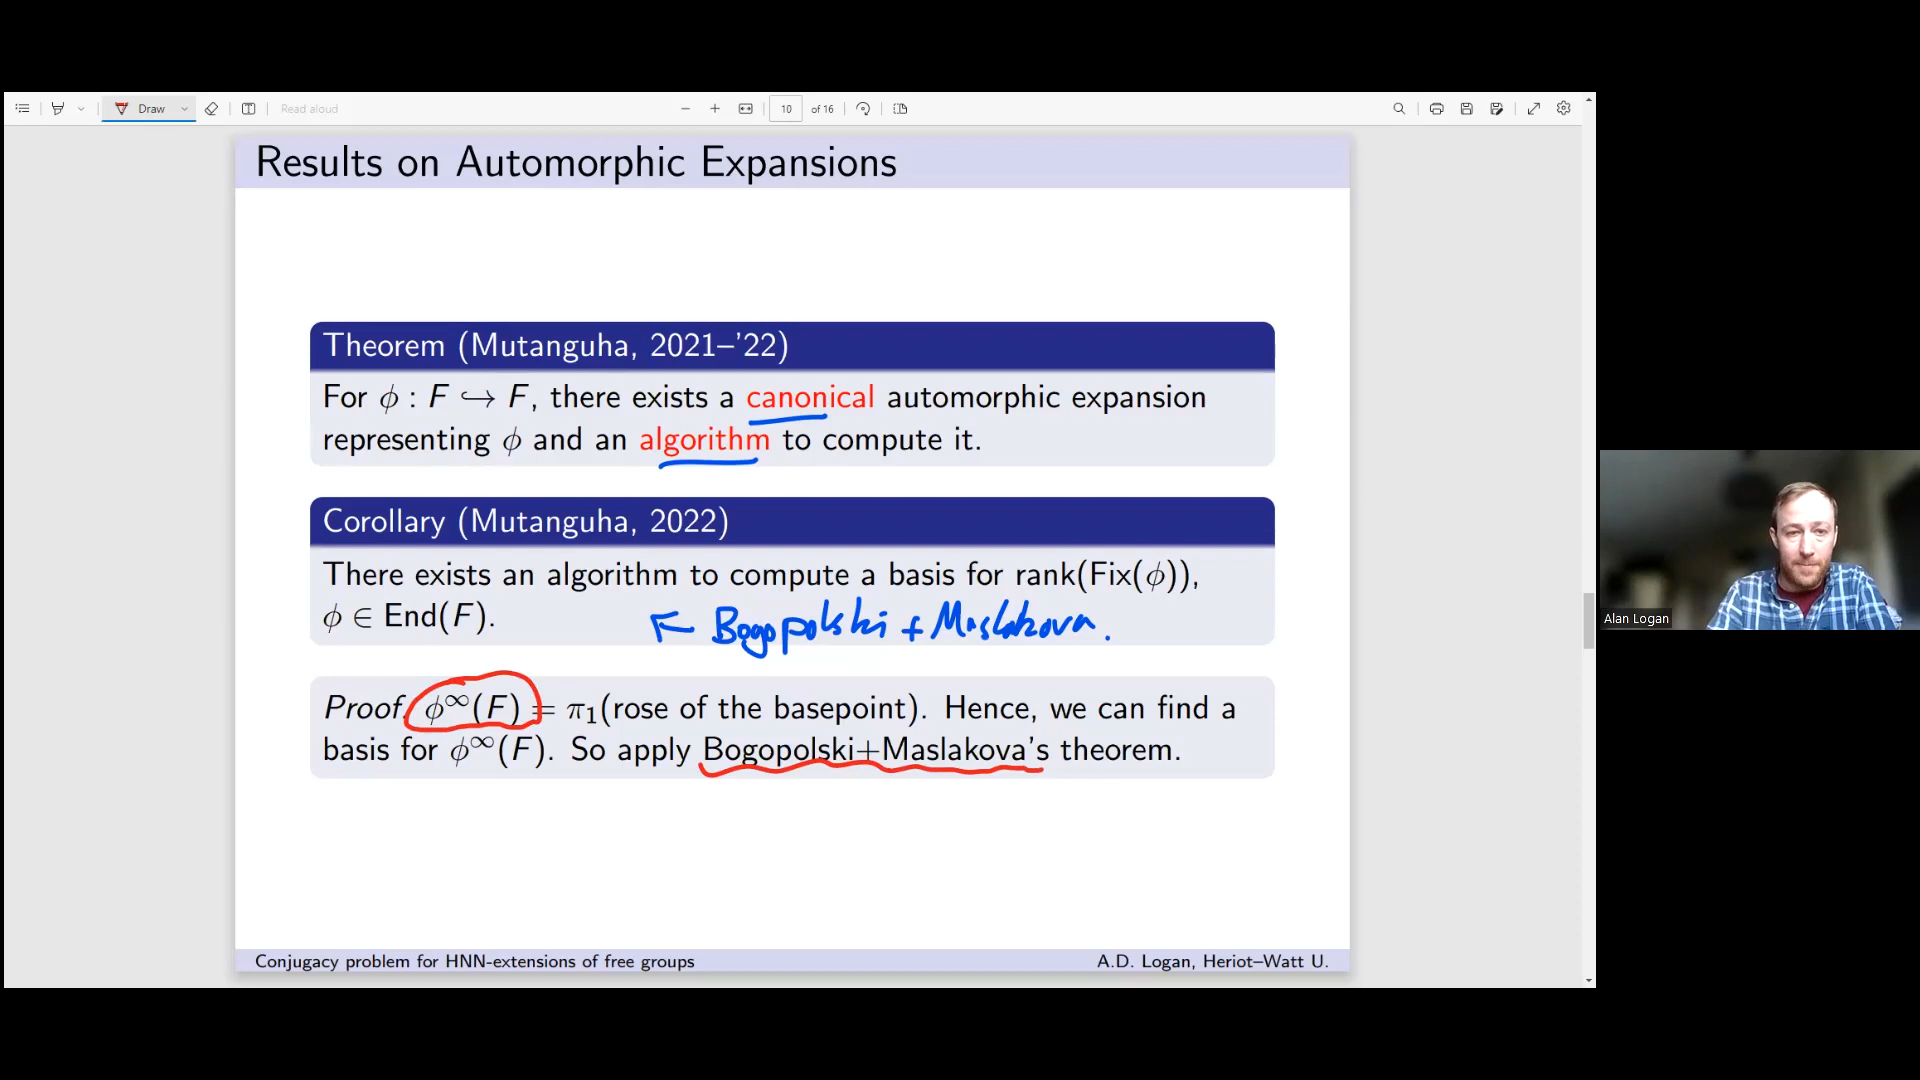 Draw
Read aloud
10 of 16
Results on Automorphic Expansions
Theorem (Mutanguha, 2021–'22)
For ϕ : F ↪ F, there exists a canonical automorphic expansion
representing ϕ and an algorithm to compute it.
Corollary (Mutanguha, 2022)
There exists an algorithm to compute a basis for rank(Fix(ϕ)),
ϕ ∈ End(F).
← Bogopolski + Maslakova.
Proof. ϕ^∞(F) = π₁(rose of the basepoint). Hence, we can find a
basis for ϕ^∞(F). So apply Bogopolski+Maslakova's theorem.
Conjugacy problem for HNN-extensions of free groups
A.D. Logan, Heriot–Watt U.
Alan Logan